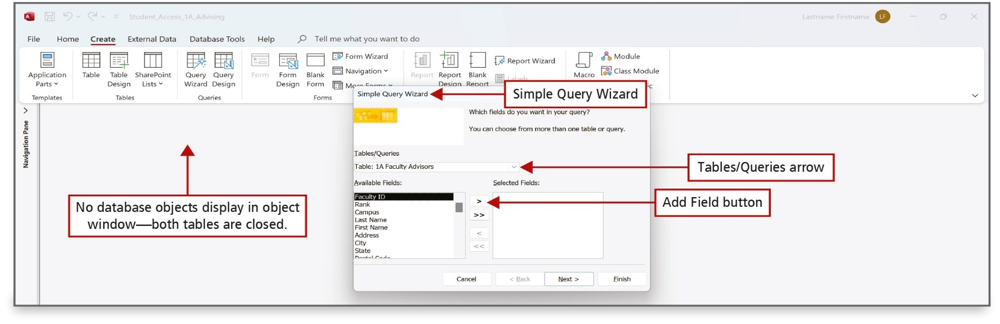 Student_Access_1A_Advising
Lastname Firstname
LF
File Home Create External Data Database Tools Help Tell me what you want to do
Application Parts
Table
Table Design
SharePoint Lists
Query Wizard
Query Design
Form
Form Design
Blank Form
Form Wizard
Navigation
More Forms
Report
Report Design
Blank Report
Report Wizard
Labels
Macro
Module
Class Module
Templates
Tables
Queries
Forms
Simple Query Wizard
Simple Query Wizard
Navigation Pane
Which fields do you want in your query?
You can choose from more than one table or query.
Tables/Queries
Table: 1A Faculty Advisors
Tables/Queries arrow
Available Fields:
Selected Fields:
Faculty ID
Rank
Campus
Last Name
First Name
Address
City
State
Postal Code
>
>>
<
<<
Add Field button
No database objects display in object
window—both tables are closed.
Cancel
< Back
Next >
Finish